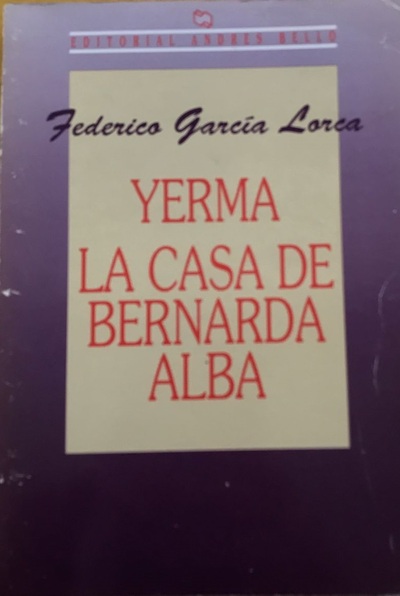 EDITORIAL ANDRES BELLO
Federico García Lorca
YERMA
LA CASA DE
BERNARDA
ALBA